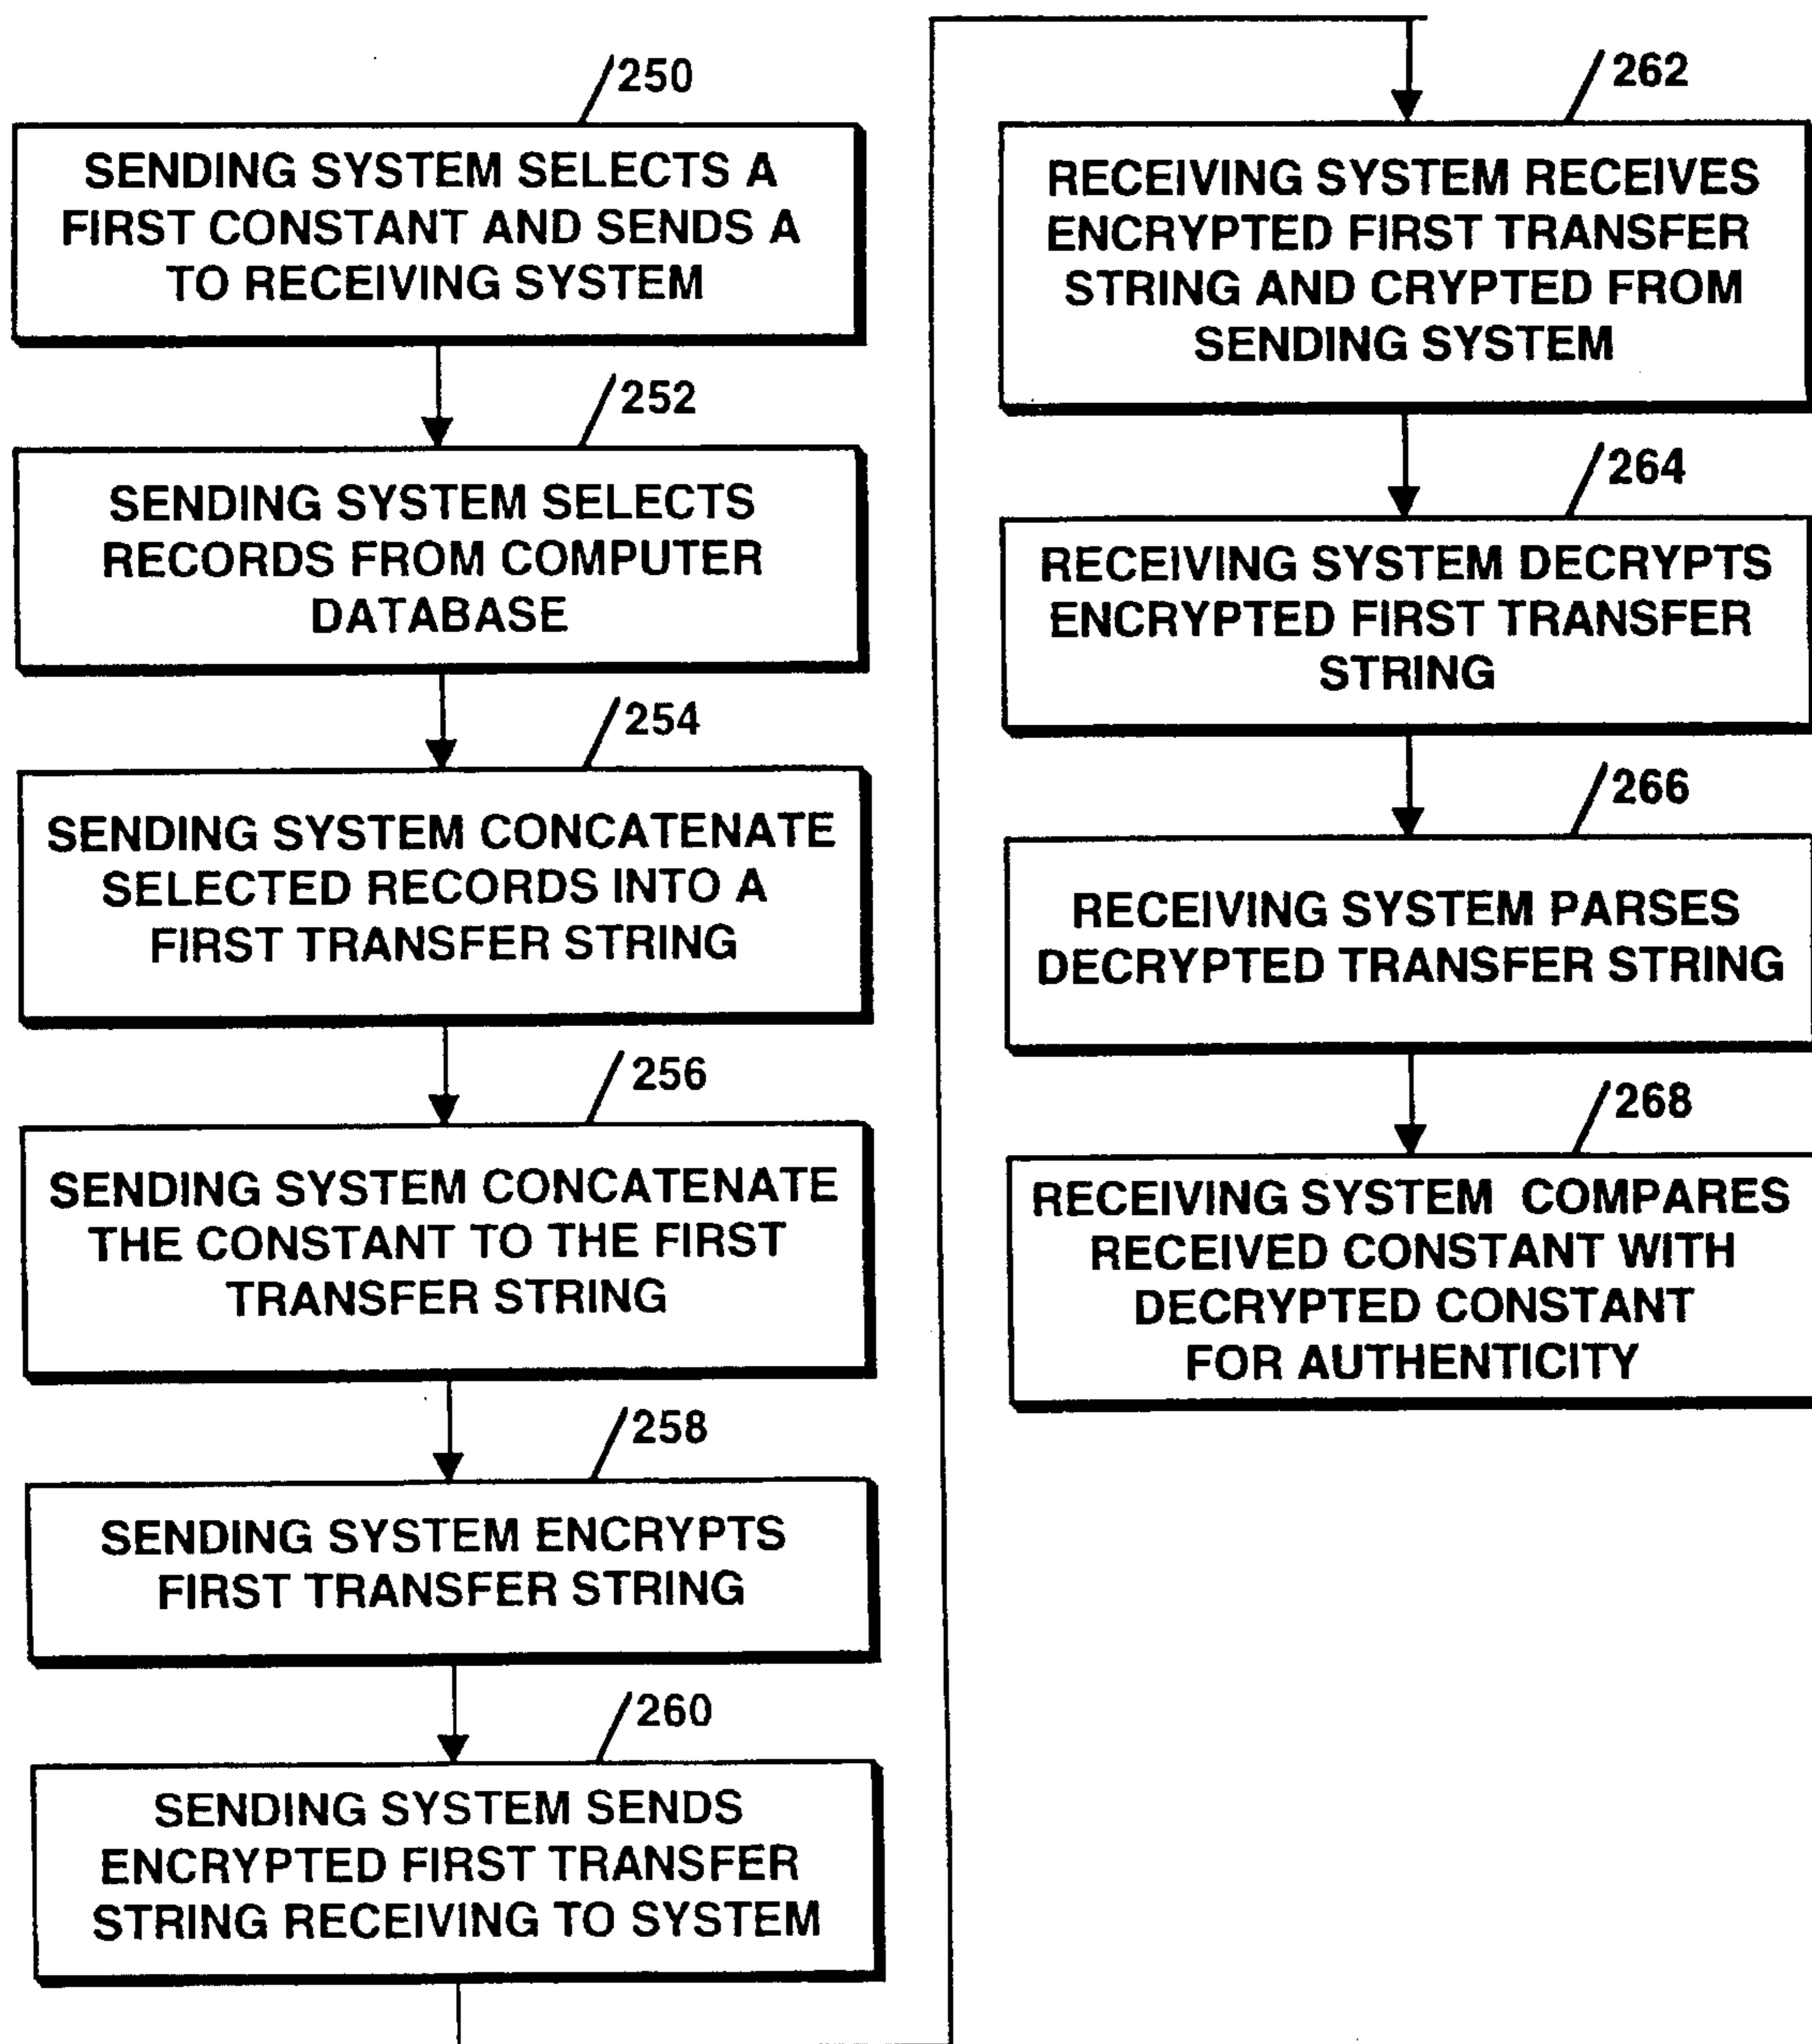 250
SENDING SYSTEM SELECTS A
FIRST CONSTANT AND SENDS A
TO RECEIVING SYSTEM
252
SENDING SYSTEM SELECTS
RECORDS FROM COMPUTER
DATABASE
254
SENDING SYSTEM CONCATENATE
SELECTED RECORDS INTO A
FIRST TRANSFER STRING
256
SENDING SYSTEM CONCATENATE
THE CONSTANT TO THE FIRST
TRANSFER STRING
258
SENDING SYSTEM ENCRYPTS
FIRST TRANSFER STRING
260
SENDING SYSTEM SENDS
ENCRYPTED FIRST TRANSFER
STRING RECEIVING TO SYSTEM
262
RECEIVING SYSTEM RECEIVES
ENCRYPTED FIRST TRANSFER
STRING AND CRYPTED FROM
SENDING SYSTEM
264
RECEIVING SYSTEM DECRYPTS
ENCRYPTED FIRST TRANSFER
STRING
266
RECEIVING SYSTEM PARSES
DECRYPTED TRANSFER STRING
268
RECEIVING SYSTEM COMPARES
RECEIVED CONSTANT WITH
DECRYPTED CONSTANT
FOR AUTHENTICITY